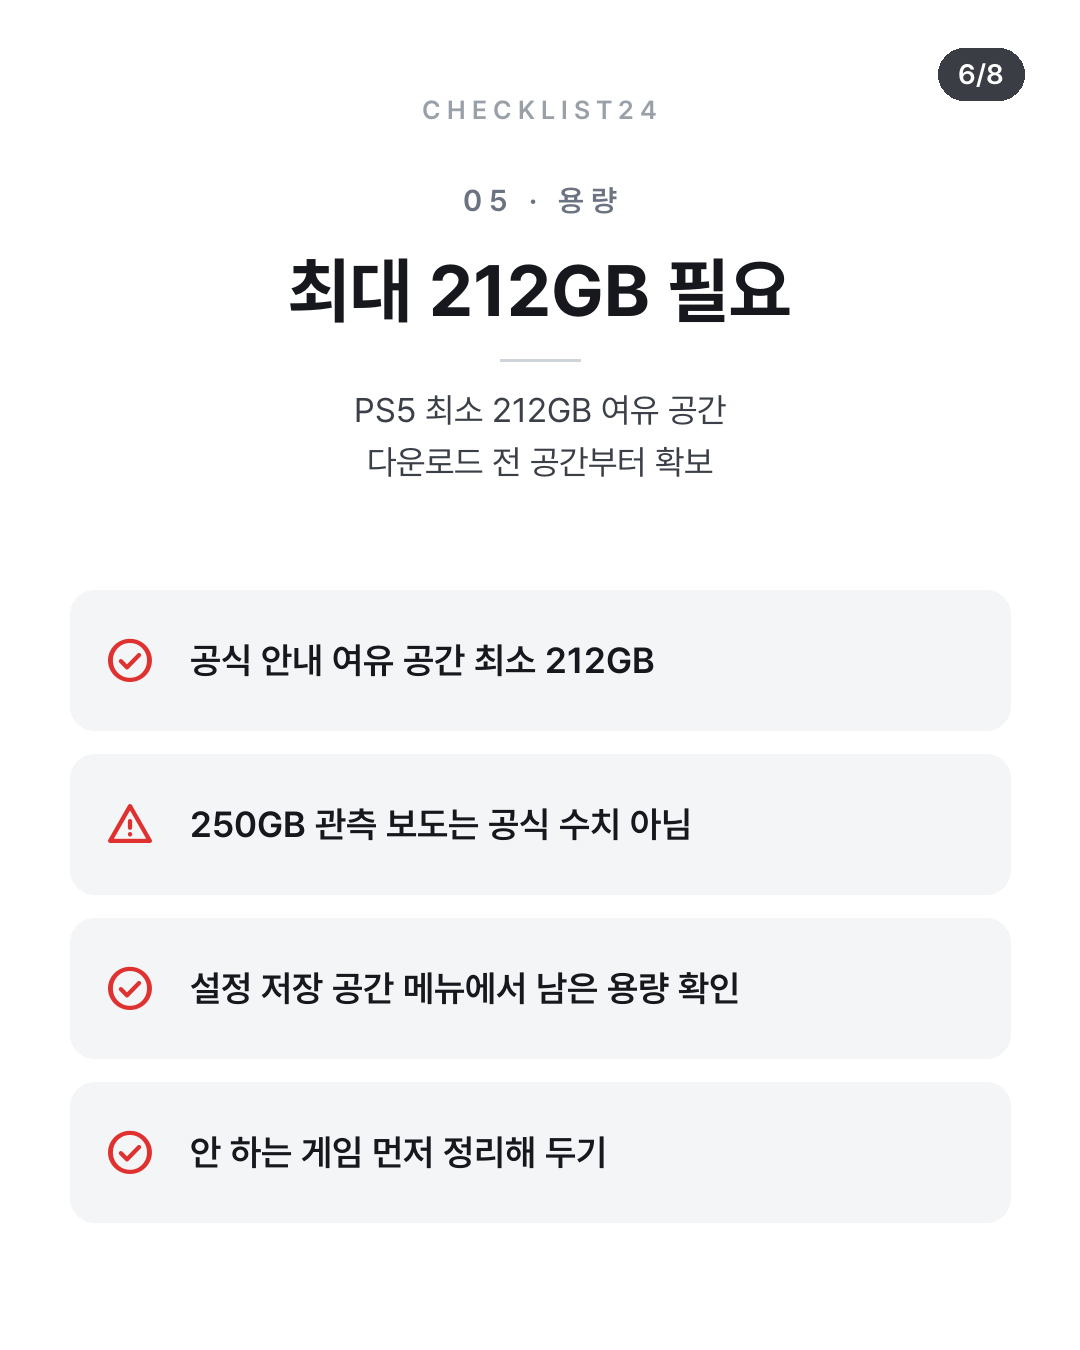 6/8
CHECKLIST24
05 · 용량
최대 212GB 필요
PS5 최소 212GB 여유 공간
다운로드 전 공간부터 확보
공식 안내 여유 공간 최소 212GB
250GB 관측 보도는 공식 수치 아님
설정 저장 공간 메뉴에서 남은 용량 확인
안 하는 게임 먼저 정리해 두기